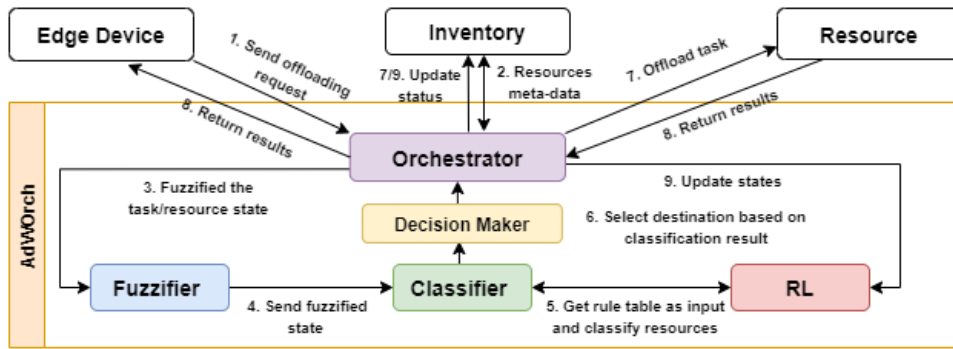 Edge Device
Inventory
Resource
1. Send offloading
request
7/9. Update
status
2. Resources
meta-data
7. Offload task
8. Return results
8. Return results
Orchestrator
AdWOrch
3. Fuzzified the
task/resource state
9. Update states
Decision Maker
6. Select destination based on
classification result
Fuzzifier
Classifier
RL
4. Send fuzzified
state
5. Get rule table as input
and classify resources